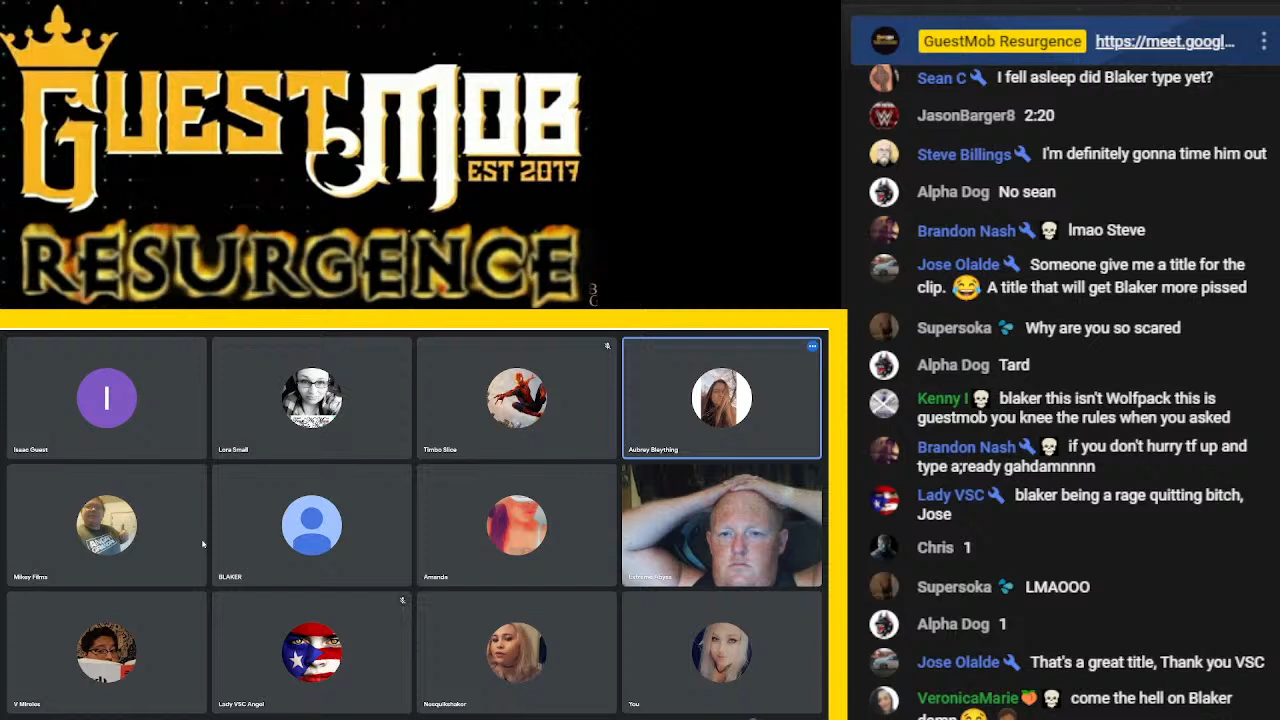 GUESTMOB
EST 2017
RESURGENCE
B
G
I
Isaac Guest
Lora Small
Timbo Slice
Aubrey Bleything
Mikey Films
BLAKER
Amanda
V Mireles
Lady VSC Angel
Nesquikshaker
You
GuestMob Resurgence https://meet.googl...
Sean C I fell asleep did Blaker type yet?
JasonBarger8 2:20
Steve Billings I'm definitely gonna time him out
Alpha Dog No sean
Brandon Nash 💀 lmao Steve
Jose Olalde Someone give me a title for the
clip. 😂 A title that will get Blaker more pissed
Supersoka Why are you so scared
Alpha Dog Tard
Kenny I 💀 blaker this isn't Wolfpack this is
guestmob you knee the rules when you asked
Brandon Nash 💀 if you don't hurry tf up and
type a;ready gahdamnnnn
Lady VSC blaker being a rage quitting bitch,
Jose
Chris 1
Supersoka LMAOOO
Alpha Dog 1
Jose Olalde That's a great title, Thank you VSC
VeronicaMarie🍑 💀 come the hell on Blaker